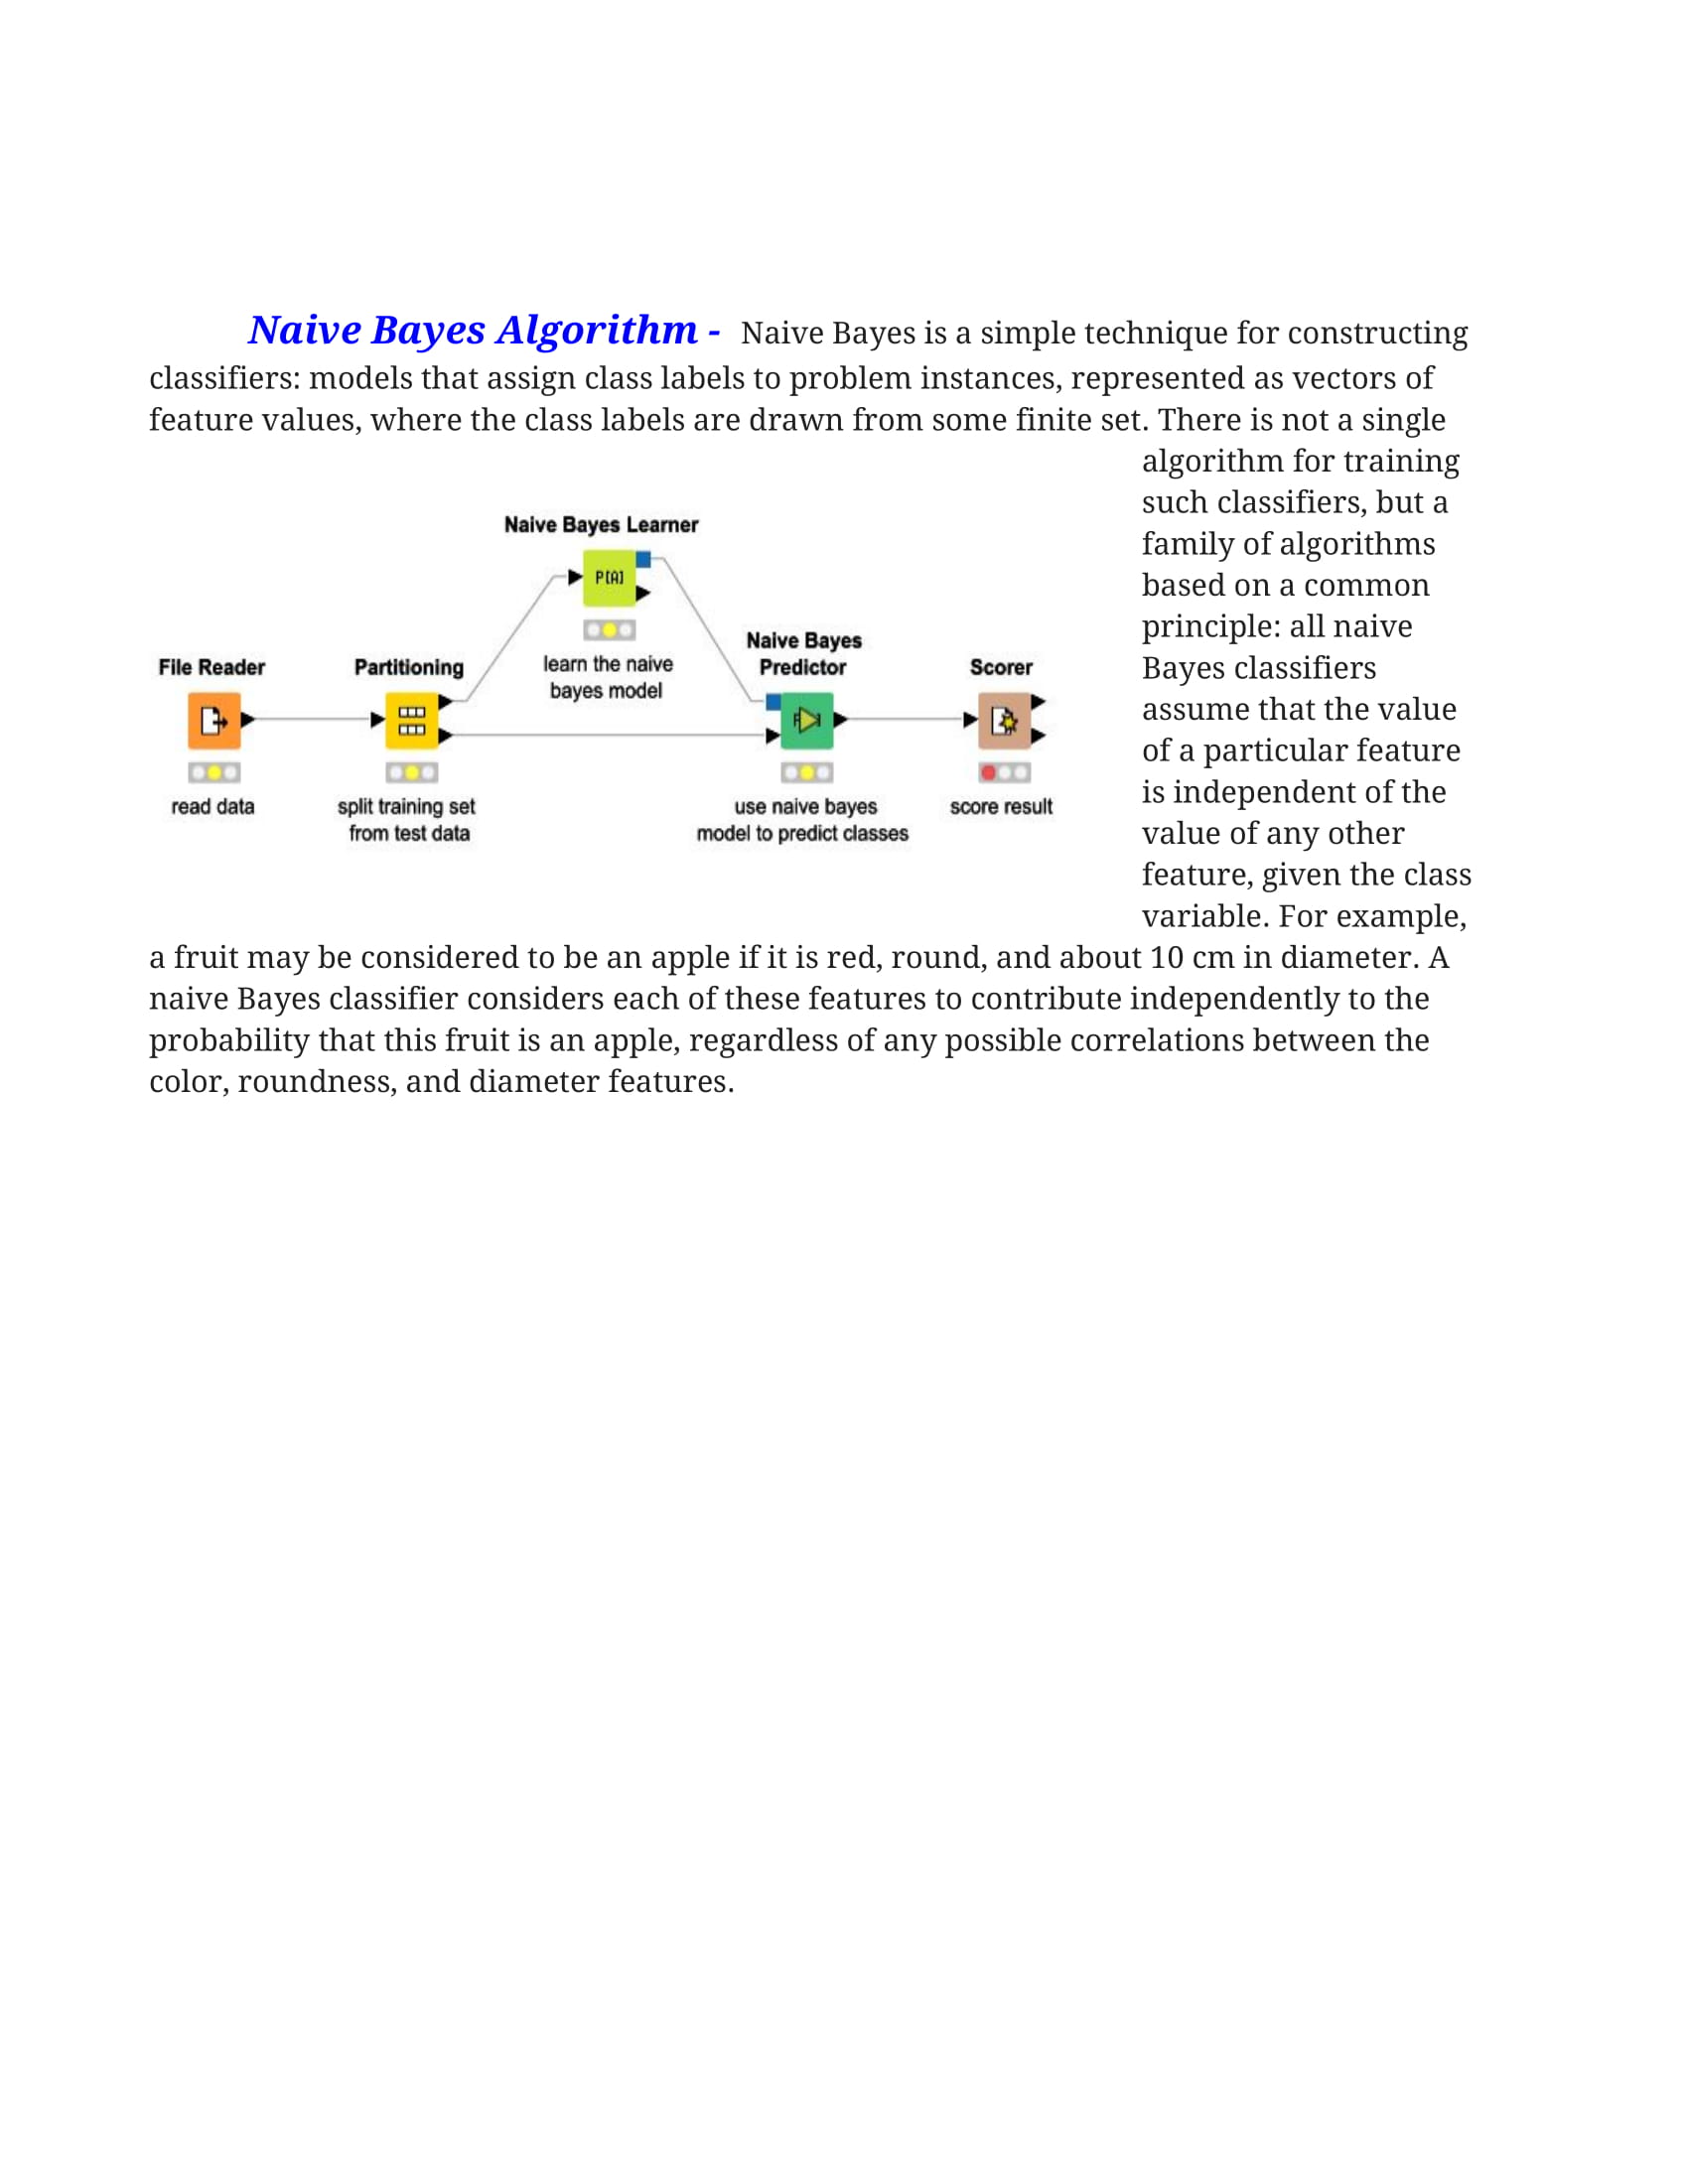 Naive Bayes Algorithm - Naive Bayes is a simple technique for constructing
classifiers: models that assign class labels to problem instances, represented as vectors of
feature values, where the class labels are drawn from some finite set. There is not a single
algorithm for training
such classifiers, but a
family of algorithms
based on a common
principle: all naive
Bayes classifiers
assume that the value
of a particular feature
is independent of the
value of any other
feature, given the class
variable. For example,
Naive Bayes Learner
P[A]
learn the naive
bayes model
File Reader
read data
Partitioning
split training set
from test data
Naive Bayes
Predictor
use naive bayes
model to predict classes
Scorer
score result
a fruit may be considered to be an apple if it is red, round, and about 10 cm in diameter. A
naive Bayes classifier considers each of these features to contribute independently to the
probability that this fruit is an apple, regardless of any possible correlations between the
color, roundness, and diameter features.